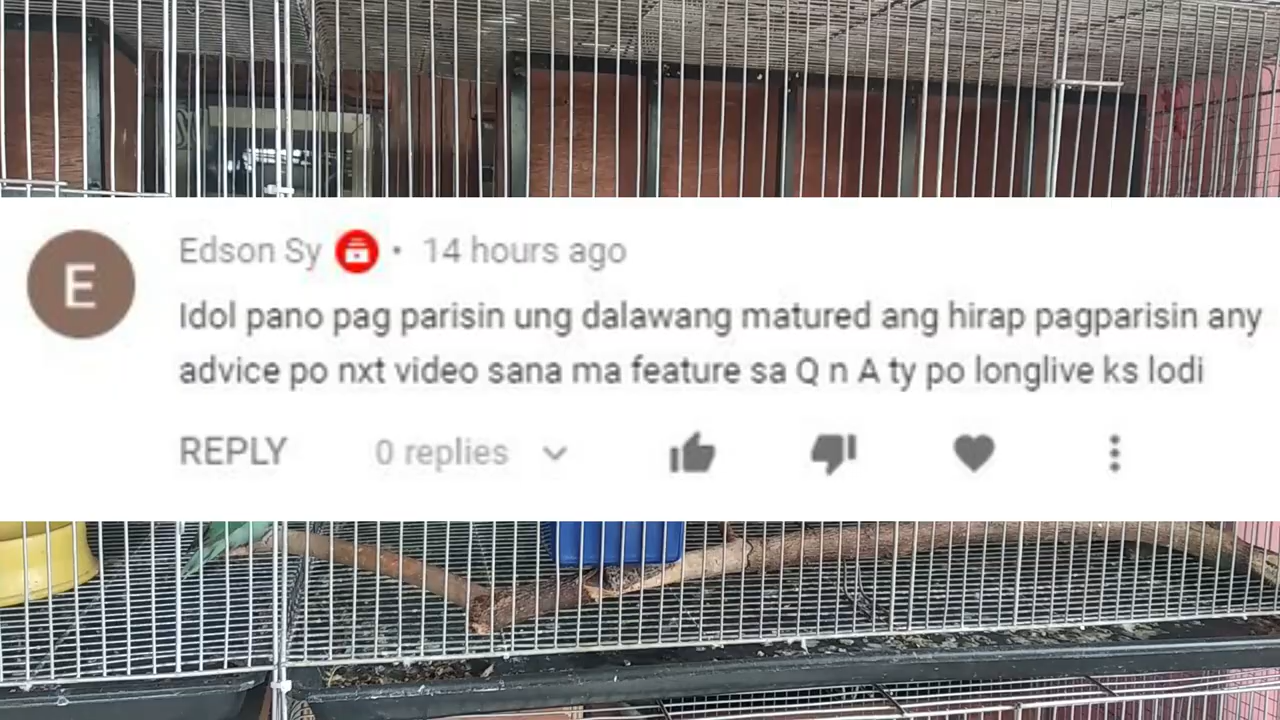 E
Edson Sy • 14 hours ago
Idol pano pag parisin ung dalawang matured ang hirap pagparisin any
advice po nxt video sana ma feature sa Q n A ty po longlive ks lodi
REPLY 0 replies